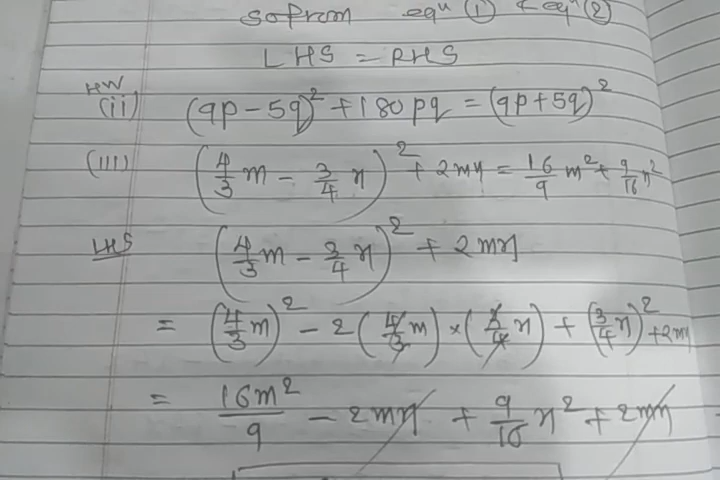 so from eqⁿ ① & eqⁿ ②
LHS = RHS
HW
(ii) (9p - 5q)² + 180pq = (9p + 5q)²
(III) (4/3 m - 3/4 n)² + 2mn = 16/9 m² + 9/16 n²
LHS (4/3 m - 3/4 n)² + 2mn
= (4/3 m)² - 2 (4/3 m) × (3/4 n) + (3/4 n)² + 2mn
= 16m²/9 - 2mn + 9/16 n² + 2mn